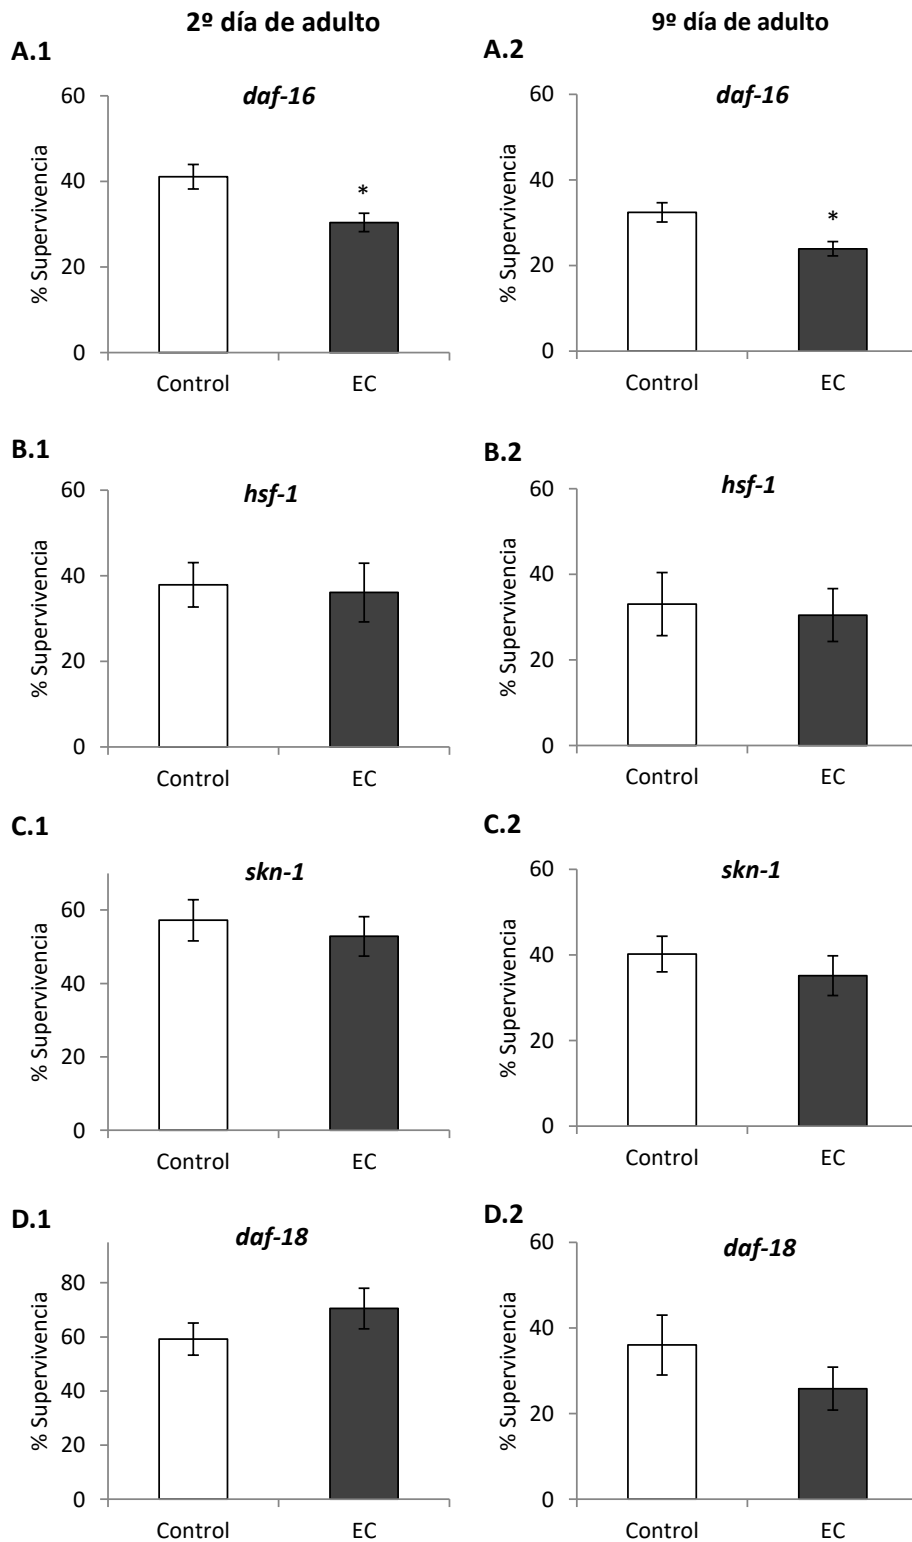 2º día de adulto
9º día de adulto
A.1
daf-16
% Supervivencia
60
40
20
0
*
Control
EC
A.2
daf-16
% Supervivencia
60
40
20
0
*
Control
EC
B.1
hsf-1
% Supervivencia
60
40
20
0
Control
EC
B.2
hsf-1
% Supervivencia
60
40
20
0
Control
EC
C.1
skn-1
% Supervivencia
60
40
20
0
Control
EC
C.2
skn-1
% Supervivencia
60
40
20
0
Control
EC
D.1
daf-18
% Supervivencia
80
60
40
20
0
Control
EC
D.2
daf-18
% Supervivencia
60
40
20
0
Control
EC